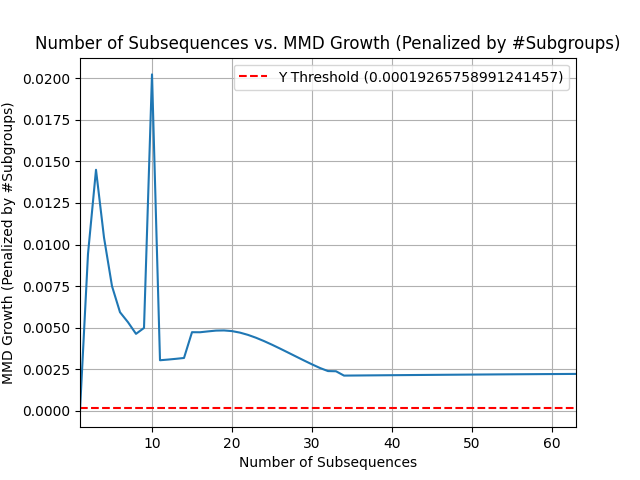 Number of Subsequences vs. MMD Growth (Penalized by #Subgroups)
Y Threshold (0.00019265758991241457)
MMD Growth (Penalized by #Subgroups)
0.0200
0.0175
0.0150
0.0125
0.0100
0.0075
0.0050
0.0025
0.0000
10 20 30 40 50 60
Number of Subsequences